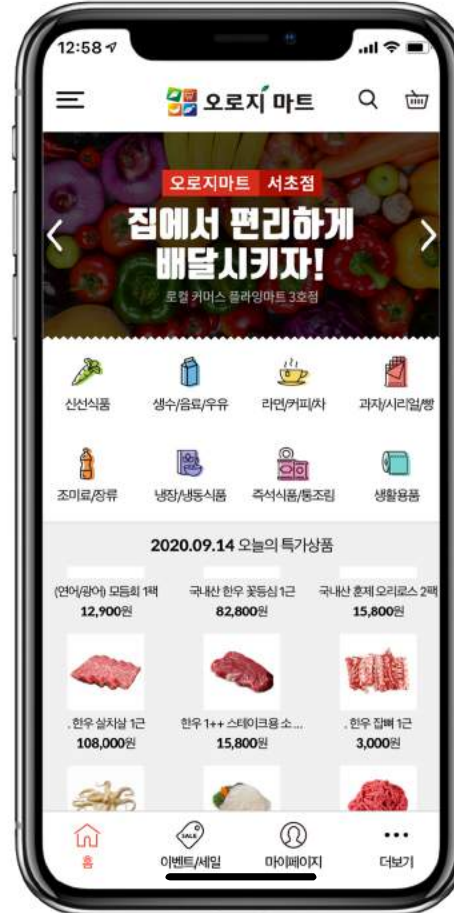 12:58
오로지 마트
오로지마트 서초점
집에서 편리하게
배달시키자!
로컬 커머스 플라잉마트 3호점
신선식품 생수/음료/우유 라면/커피/차 과자/시리얼/빵
조미료/장류 냉장/냉동식품 즉석식품/통조림 생활용품
2020.09.14 오늘의 특가상품
(연어/광어) 모듬회 1팩 국내산 한우 꽃등심 1근 국내산 훈제 오리로스 2팩
12,900원 82,800원 15,800원
. 한우 살치살 1근 한우 1++ 스테이크용 소 ... . 한우 잡뼈 1근
108,000원 15,800원 3,000원
SALE
홈 이벤트/세일 마이페이지 더보기